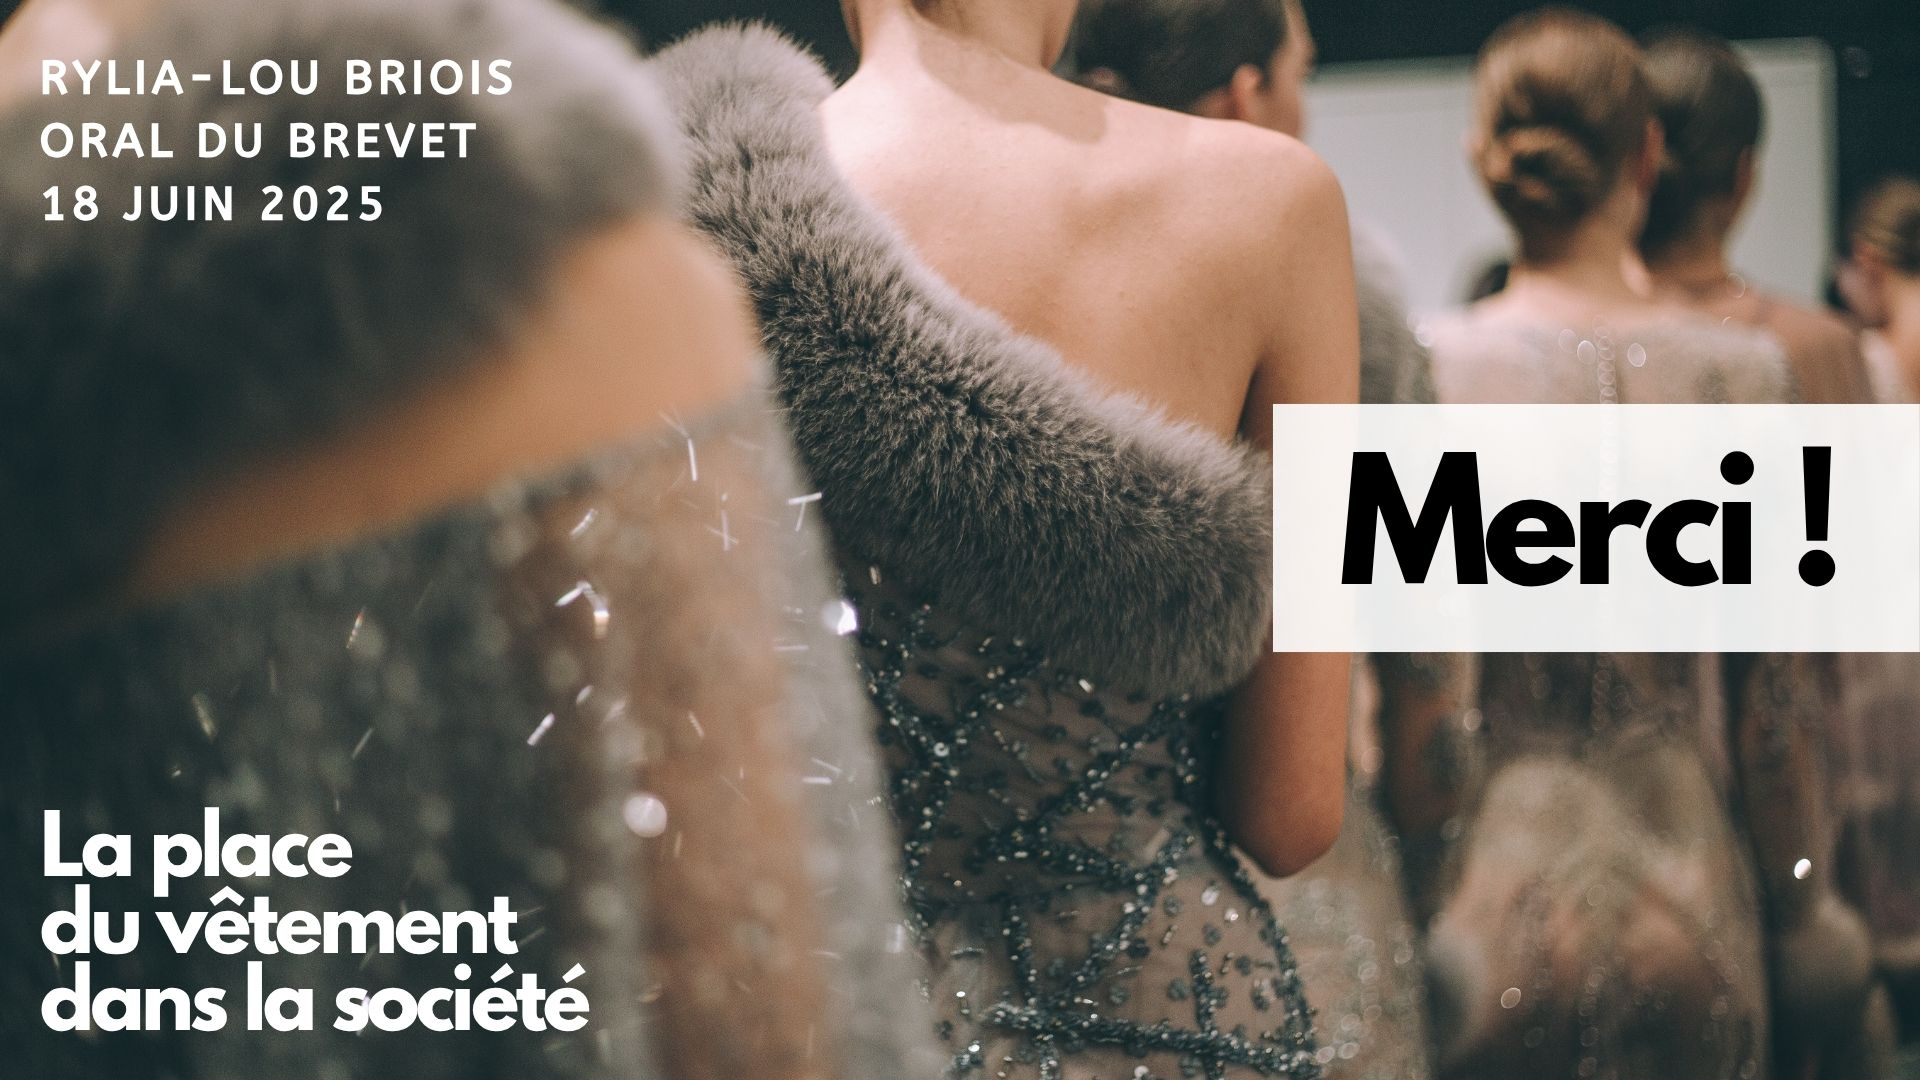 RYLIA-LOU BRIOIS
ORAL DU BREVET
18 JUIN 2025
Merci !
La place
du vêtement
dans la société